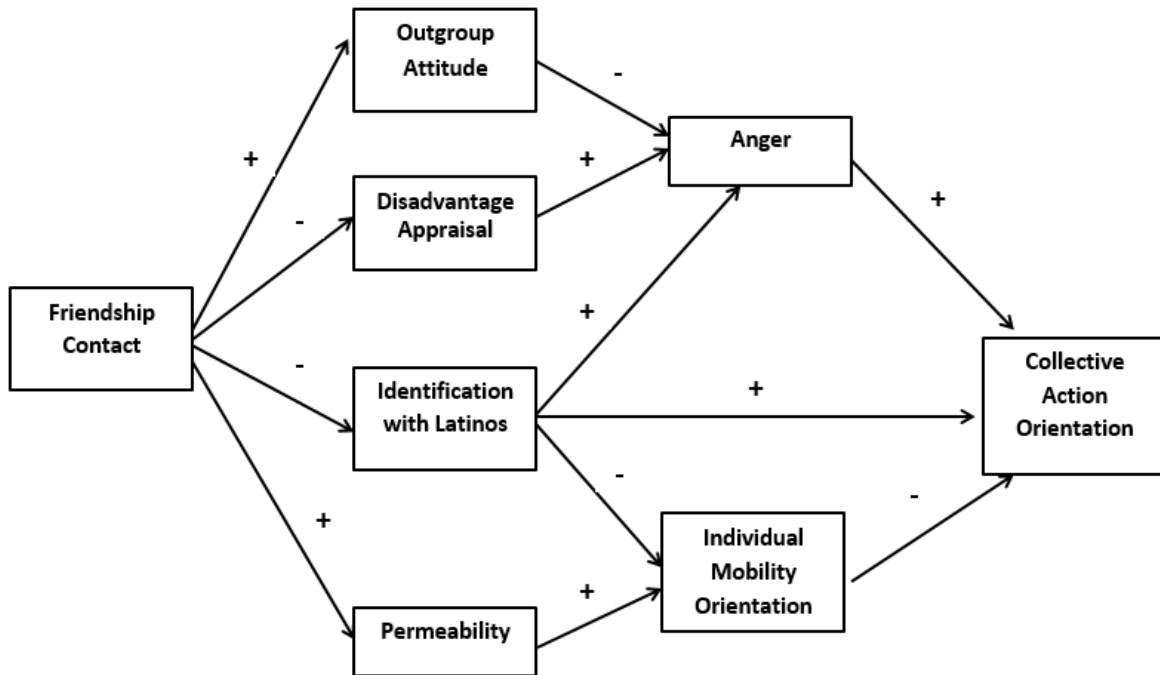 Outgroup
Attitude
-
Anger
+
+
Disadvantage
Appraisal
+
-
Friendship
Contact
+
-
Identification
with Latinos
+
Collective
Action
Orientation
-
-
+
Individual
Mobility
Orientation
+
Permeability